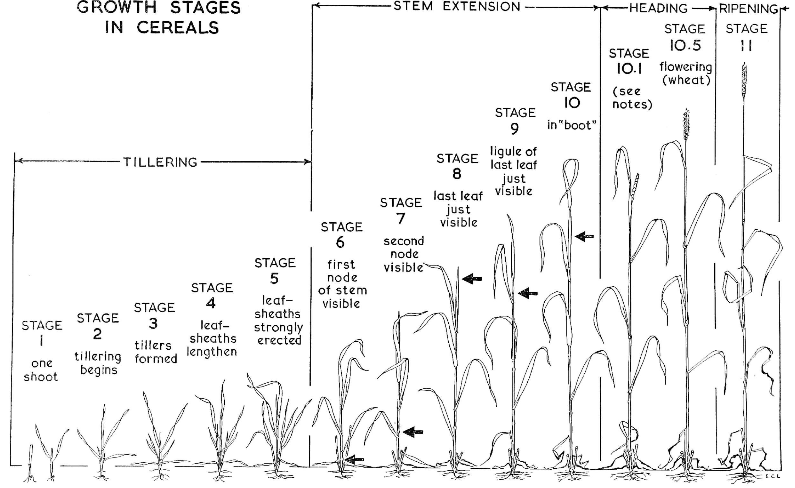 GROWTH STAGES
IN CEREALS
TILLERING
STEM EXTENSION
HEADING
RIPENING
STAGE
1
one
shoot
STAGE
2
tillering
begins
STAGE
3
tillers
formed
STAGE
4
leaf-
sheaths
lengthen
STAGE
5
leaf-
sheaths
strongly
erected
STAGE
6
first
node
of stem
visible
STAGE
7
second
node
visible
STAGE
8
last leaf
just
visible
STAGE
9
ligule of
last leaf
just
visible
STAGE
10
in "boot"
STAGE
10.1
(see
notes)
STAGE
10.5
flowering
(wheat)
STAGE
11
E.C.L.